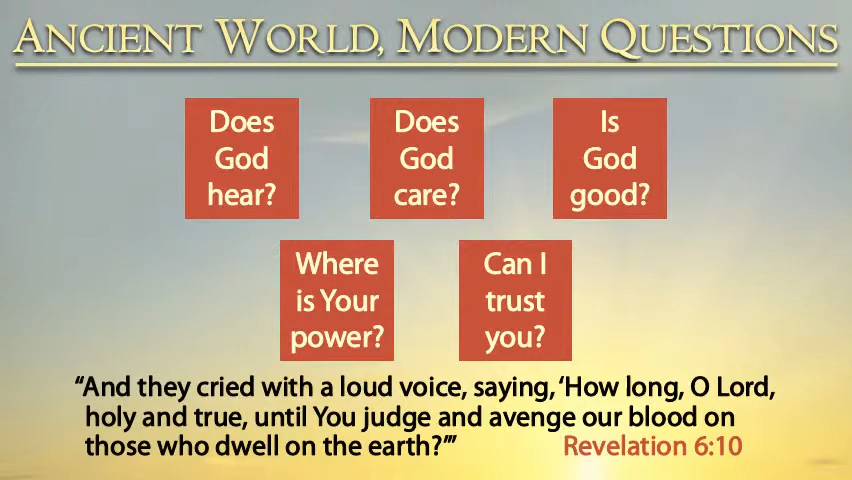 Ancient World, Modern Questions
Does
God
hear?
Does
God
care?
Is
God
good?
Where
is Your
power?
Can I
trust
you?
“And they cried with a loud voice, saying, ‘How long, O Lord,
holy and true, until You judge and avenge our blood on
those who dwell on the earth?’” Revelation 6:10